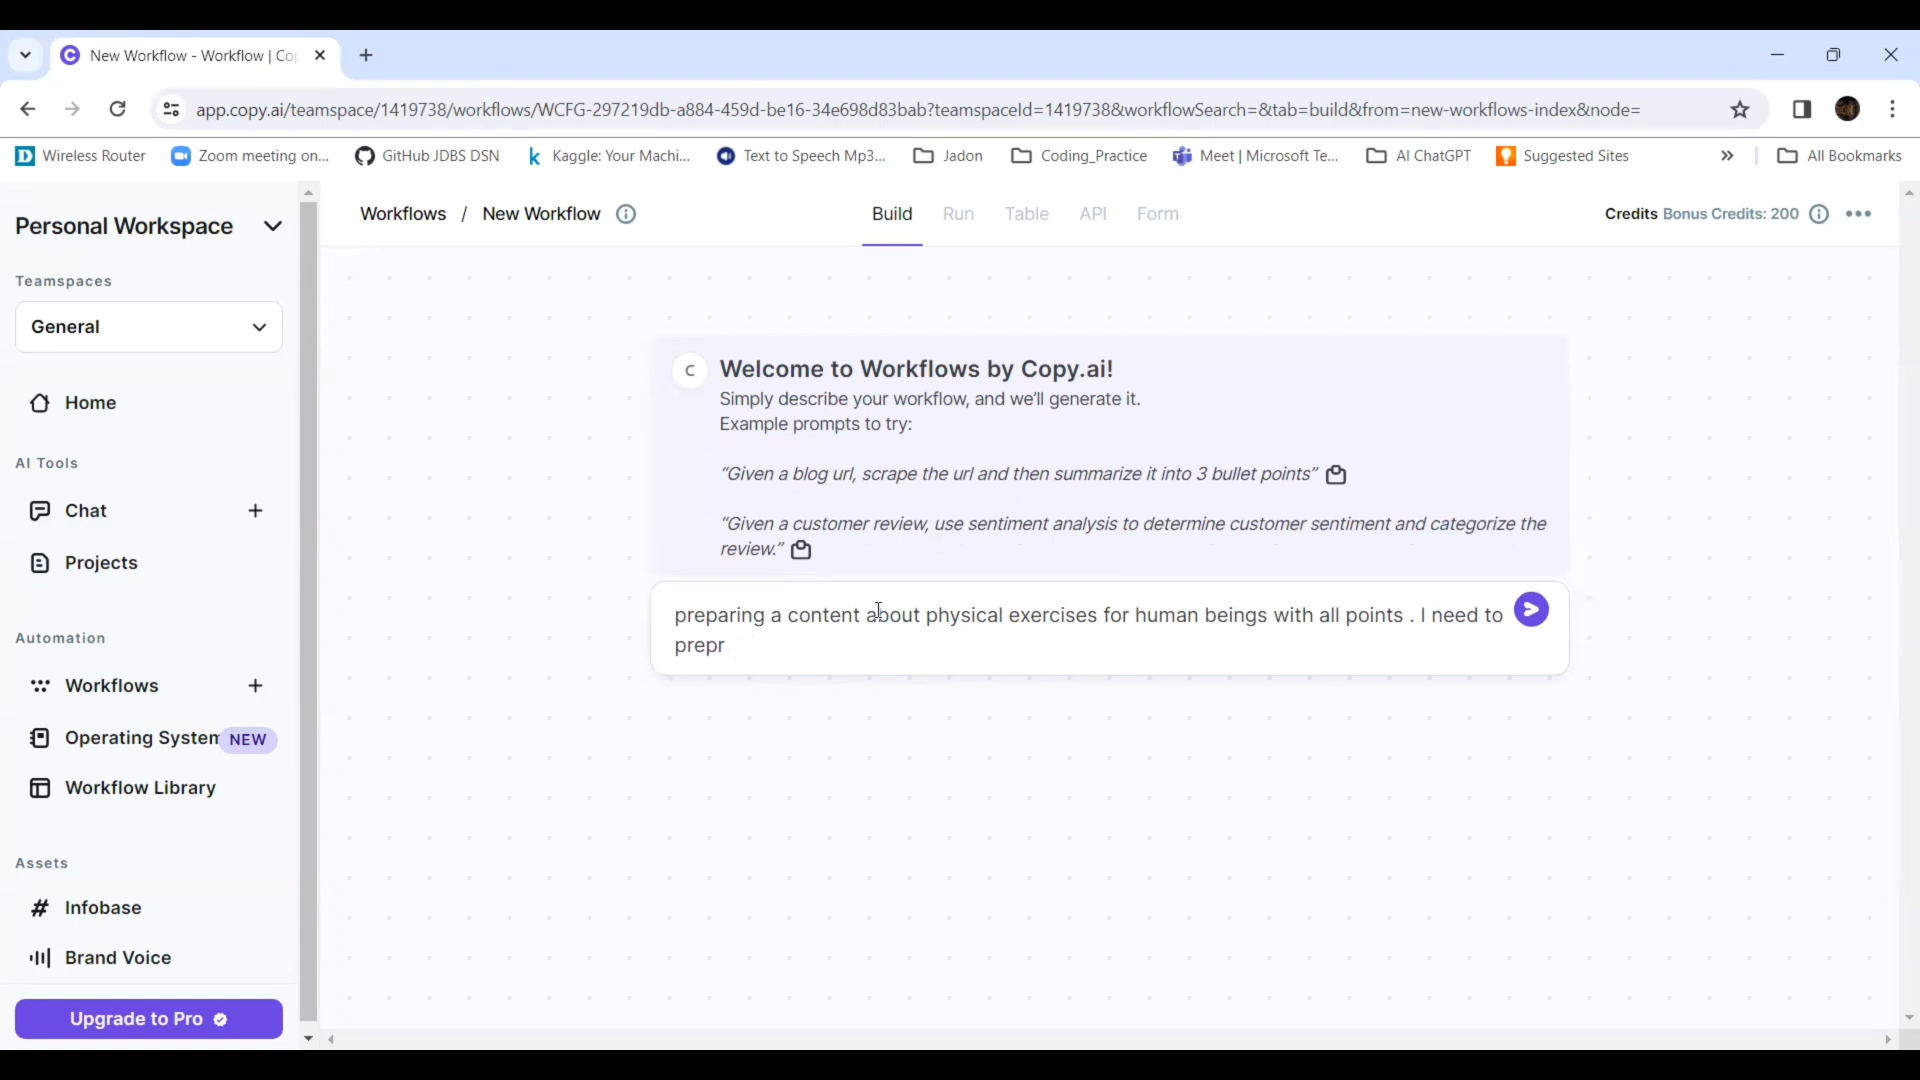 New Workflow - Workflow | Co
app.copy.ai/teamspace/1419738/workflows/WCFG-297219db-a884-459d-be16-34e698d83bab?teamspaceId=1419738&workflowSearch=&tab=build&from=new-workflows-index&node=
Wireless Router Zoom meeting on... GitHub JDBS DSN Kaggle: Your Machi... Text to Speech Mp3... Jadon Coding_Practice Meet | Microsoft Te... AI ChatGPT Suggested Sites » All Bookmarks
Personal Workspace
Workflows / New Workflow
Build Run Table API Form
Credits Bonus Credits: 200
Teamspaces
General
Home
AI Tools
Chat
Projects
Automation
Workflows
Operating System NEW
Workflow Library
Assets
Infobase
Brand Voice
Upgrade to Pro
C
Welcome to Workflows by Copy.ai!
Simply describe your workflow, and we'll generate it.
Example prompts to try:
“Given a blog url, scrape the url and then summarize it into 3 bullet points”
“Given a customer review, use sentiment analysis to determine customer sentiment and categorize the
review.”
preparing a content about physical exercises for human beings with all points . I need to
prepr